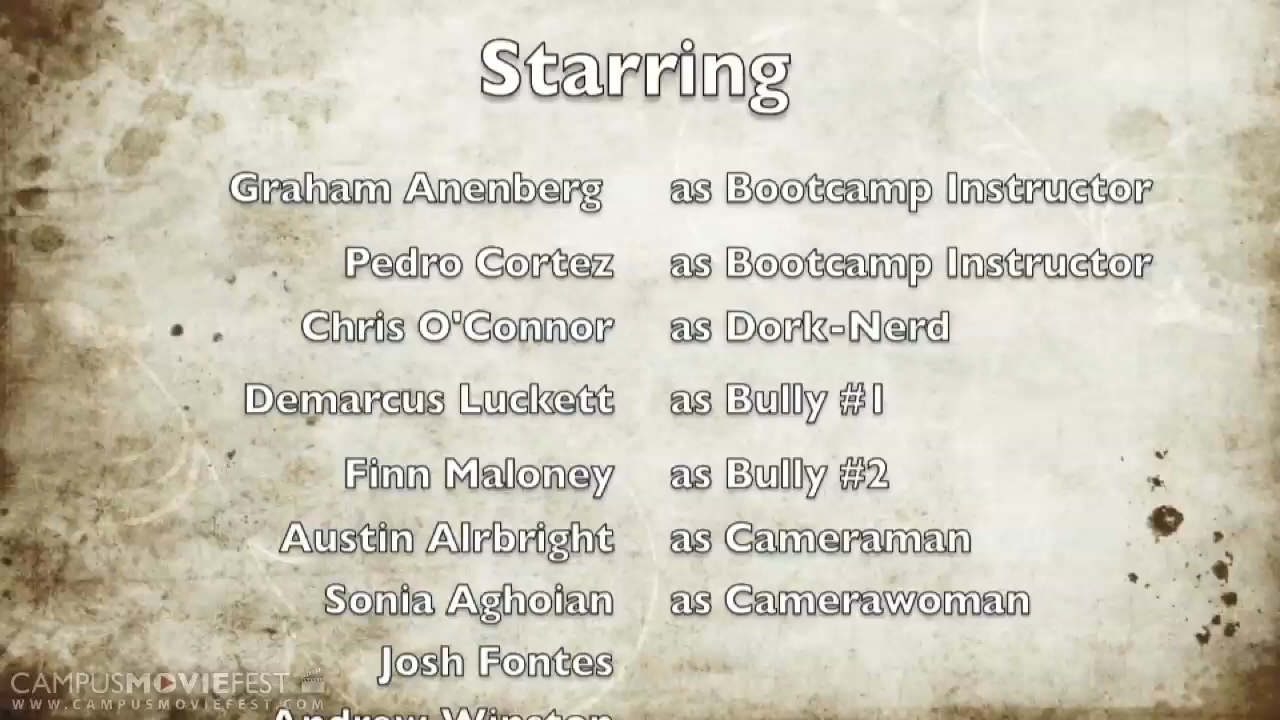 Starring
Graham Anenberg as Bootcamp Instructor
Pedro Cortez as Bootcamp Instructor
Chris O'Connor as Dork-Nerd
Demarcus Luckett as Bully #1
Finn Maloney as Bully #2
Austin Alrbright as Cameraman
Sonia Aghoian as Camerawoman
Josh Fontes
Andrew Winston
CAMPUSMOVIEFEST
WWW.CAMPUSMOVIEFEST.COM